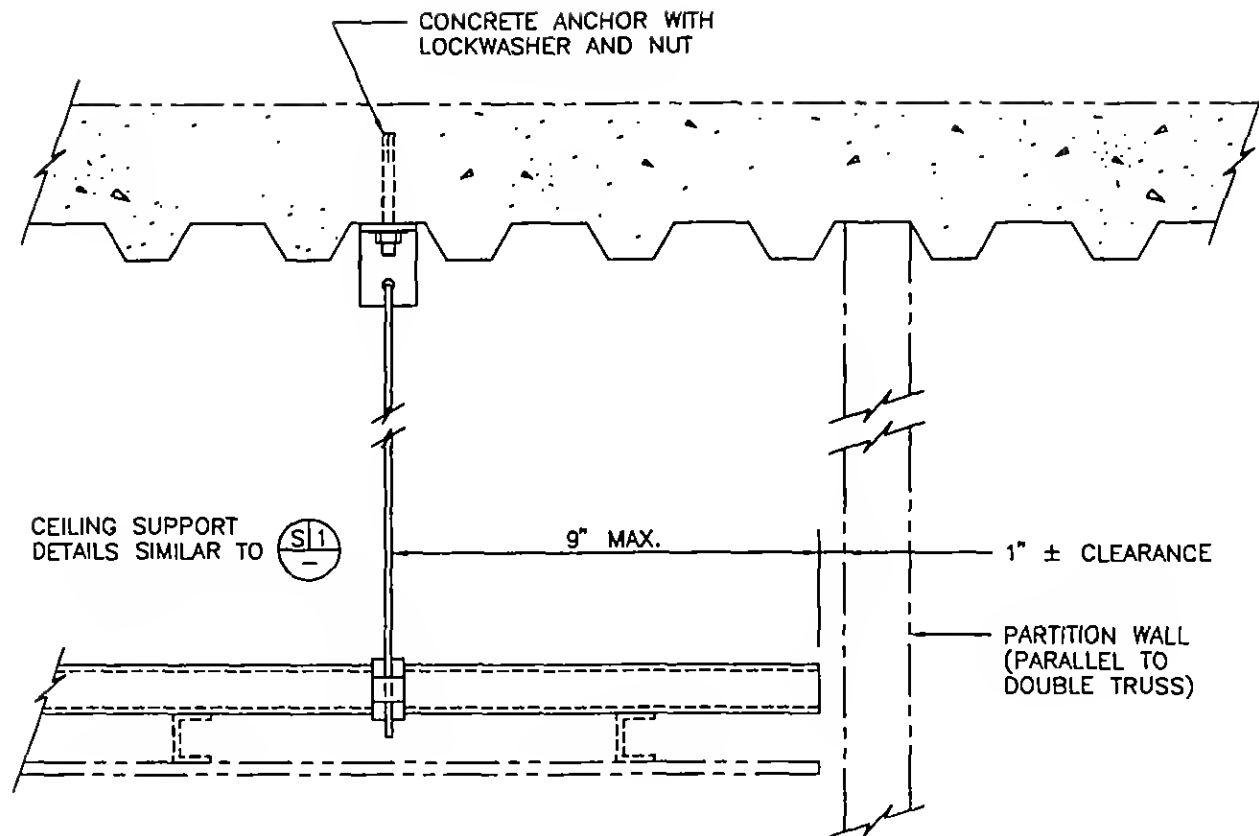 CONCRETE ANCHOR WITH
LOCKWASHER AND NUT
CEILING SUPPORT
DETAILS SIMILAR TO
S 1
-
9" MAX.
1" ± CLEARANCE
PARTITION WALL
(PARALLEL TO
DOUBLE TRUSS)